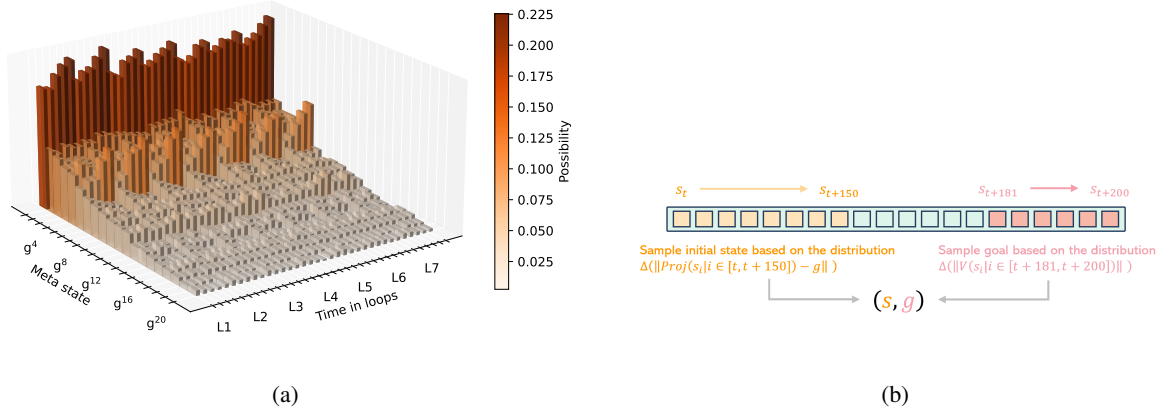 0.225
0.200
0.175
0.150
0.125
0.100
0.075
0.050
0.025
Possibility
g4
g8
g12
g16
g20
Meta state
L1
L2
L3
L4
L5
L6
L7
Time in loops
(a)
s_t
s_{t+150}
s_{t+181}
s_{t+200}
Sample initial state based on the distribution
Δ(‖Proj(s_i|i ∈ [t, t + 150]) − g‖ )
Sample goal based on the distribution
Δ(‖V(s_i|i ∈ [t + 181, t + 200])‖ )
(s, g)
(b)